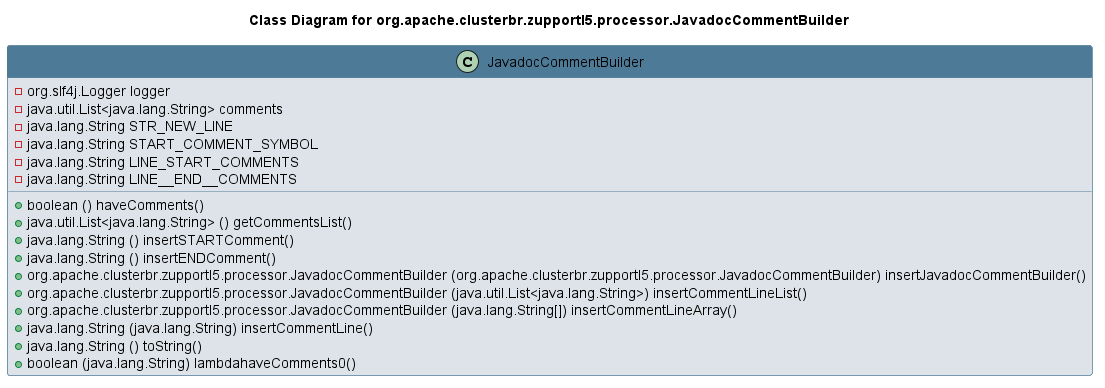 Class Diagram for org.apache.clusterbr.zupportl5.processor.JavadocCommentBuilder
C JavadocCommentBuilder
org.slf4j.Logger logger
java.util.List<java.lang.String> comments
java.lang.String STR_NEW_LINE
java.lang.String START_COMMENT_SYMBOL
java.lang.String LINE_START_COMMENTS
java.lang.String LINE__END__COMMENTS
boolean () haveComments()
java.util.List<java.lang.String> () getCommentsList()
java.lang.String () insertSTARTComment()
java.lang.String () insertENDComment()
org.apache.clusterbr.zupportl5.processor.JavadocCommentBuilder (org.apache.clusterbr.zupportl5.processor.JavadocCommentBuilder) insertJavadocCommentBuilder()
org.apache.clusterbr.zupportl5.processor.JavadocCommentBuilder (java.util.List<java.lang.String>) insertCommentLineList()
org.apache.clusterbr.zupportl5.processor.JavadocCommentBuilder (java.lang.String[]) insertCommentLineArray()
java.lang.String (java.lang.String) insertCommentLine()
java.lang.String () toString()
boolean (java.lang.String) lambdahaveComments0()